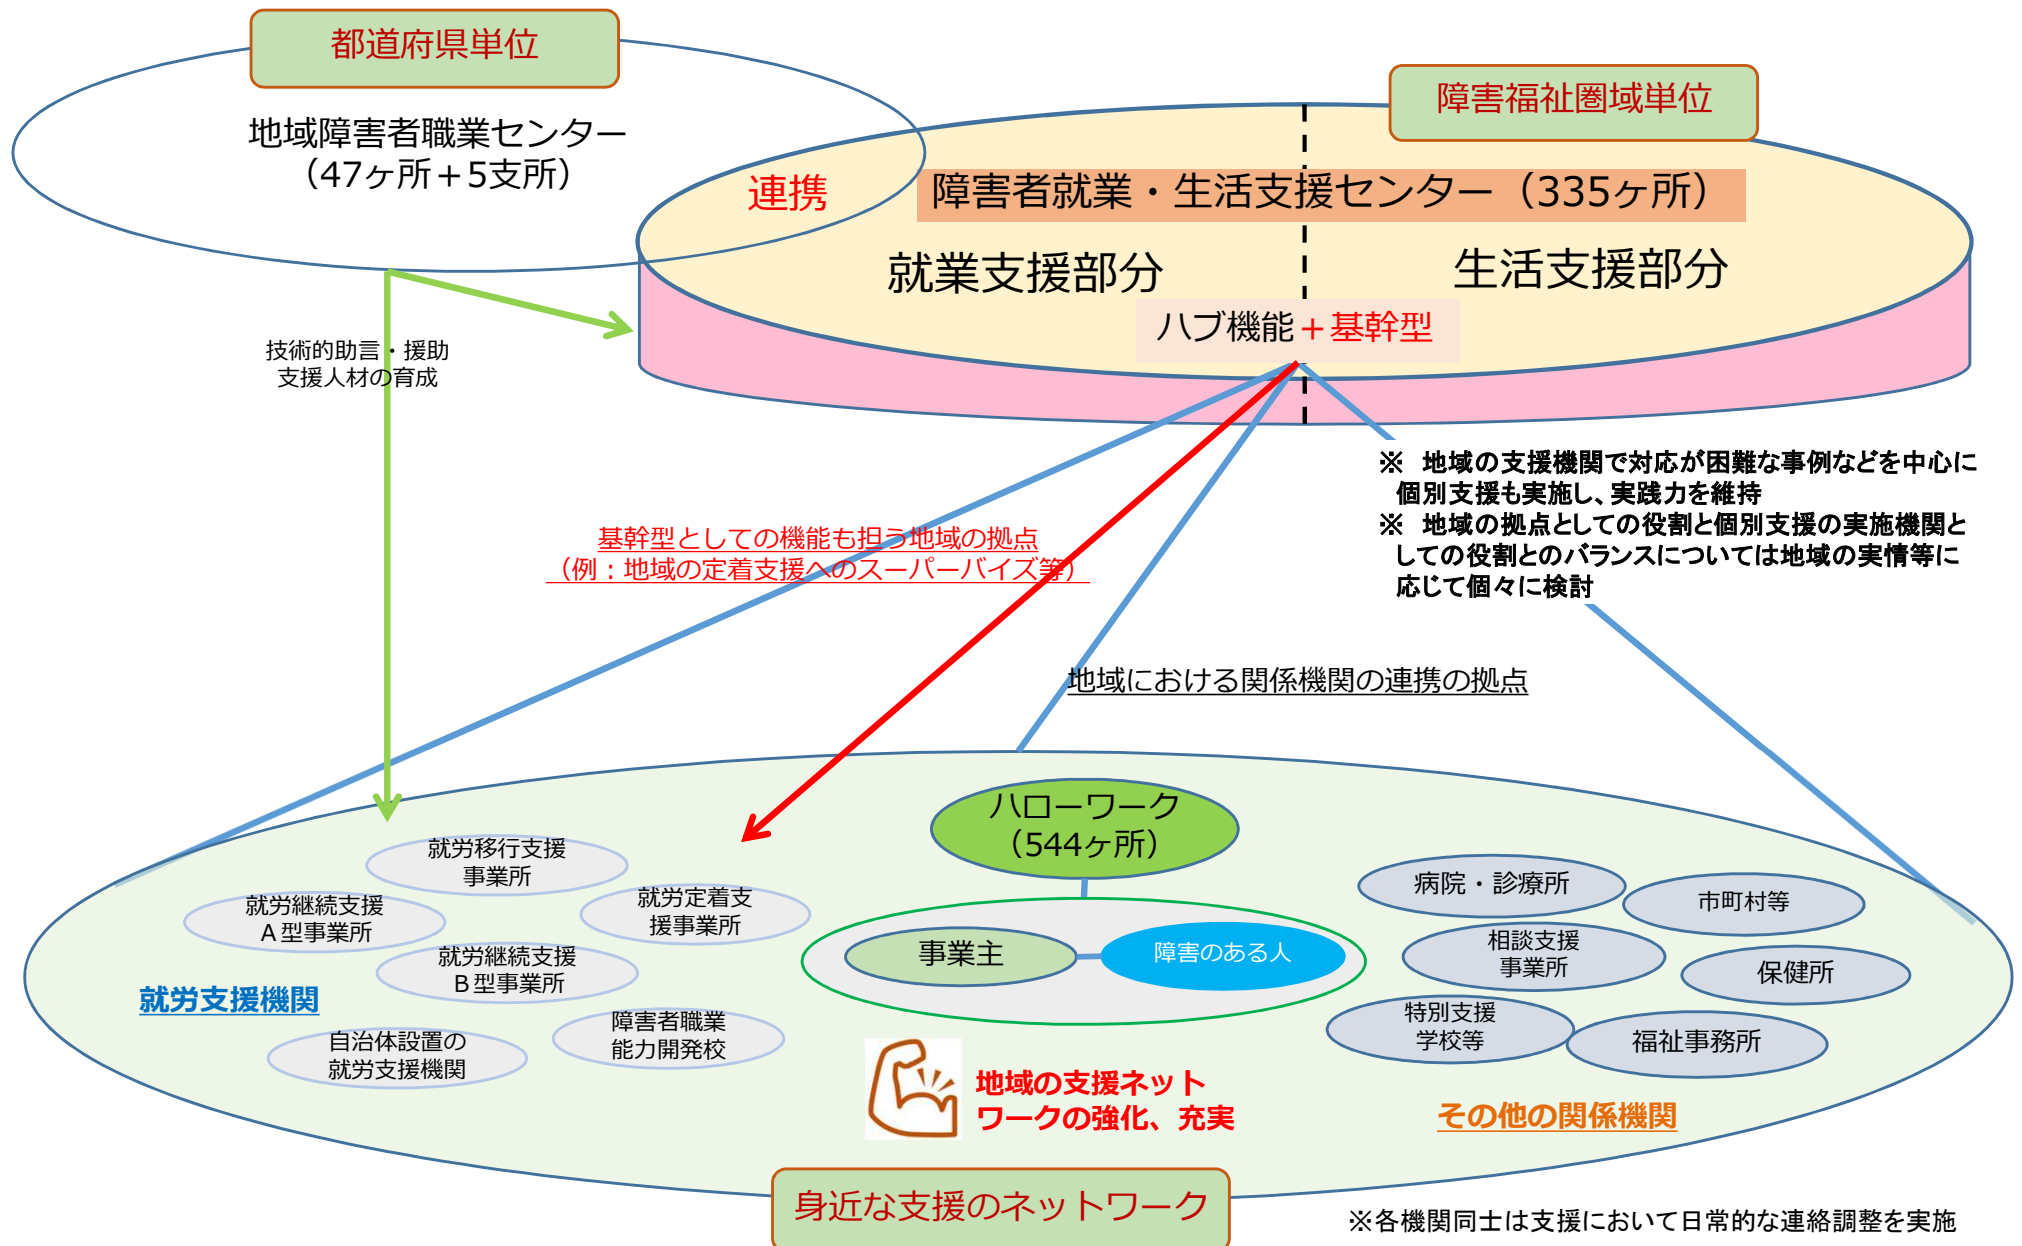 都道府県単位
地域障害者職業センター
（47ヶ所＋5支所）
障害福祉圏域単位
連携
障害者就業・生活支援センター（335ヶ所）
就業支援部分
生活支援部分
ハブ機能＋基幹型
技術的助言・援助
支援人材の育成
※　地域の支援機関で対応が困難な事例などを中心に
個別支援も実施し、実践力を維持
※　地域の拠点としての役割と個別支援の実施機関と
しての役割とのバランスについては地域の実情等に
応じて個々に検討
基幹型としての機能も担う地域の拠点
（例：地域の定着支援へのスーパーバイズ等）
地域における関係機関の連携の拠点
ハローワーク
（544ヶ所）
就労移行支援
事業所
就労継続支援
Ａ型事業所
就労定着支
援事業所
就労継続支援
Ｂ型事業所
就労支援機関
自治体設置の
就労支援機関
障害者職業
能力開発校
事業主
障害のある人
病院・診療所
市町村等
相談支援
事業所
保健所
特別支援
学校等
福祉事務所
地域の支援ネット
ワークの強化、充実
その他の関係機関
身近な支援のネットワーク
※各機関同士は支援において日常的な連絡調整を実施